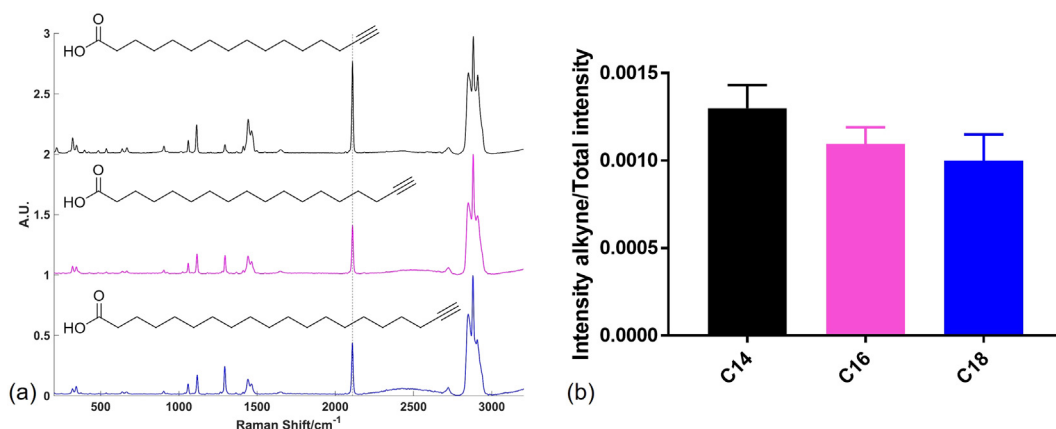 3
2.5
2
1.5
1
0.5
0
A.U.
O
HO
O
HO
O
HO
500
1000
1500
2000
2500
3000
Raman Shift/cm-1
(a)
0.0015
0.0010
0.0005
0.0000
Intensity alkyne/Total intensity
C14
C16
C18
(b)